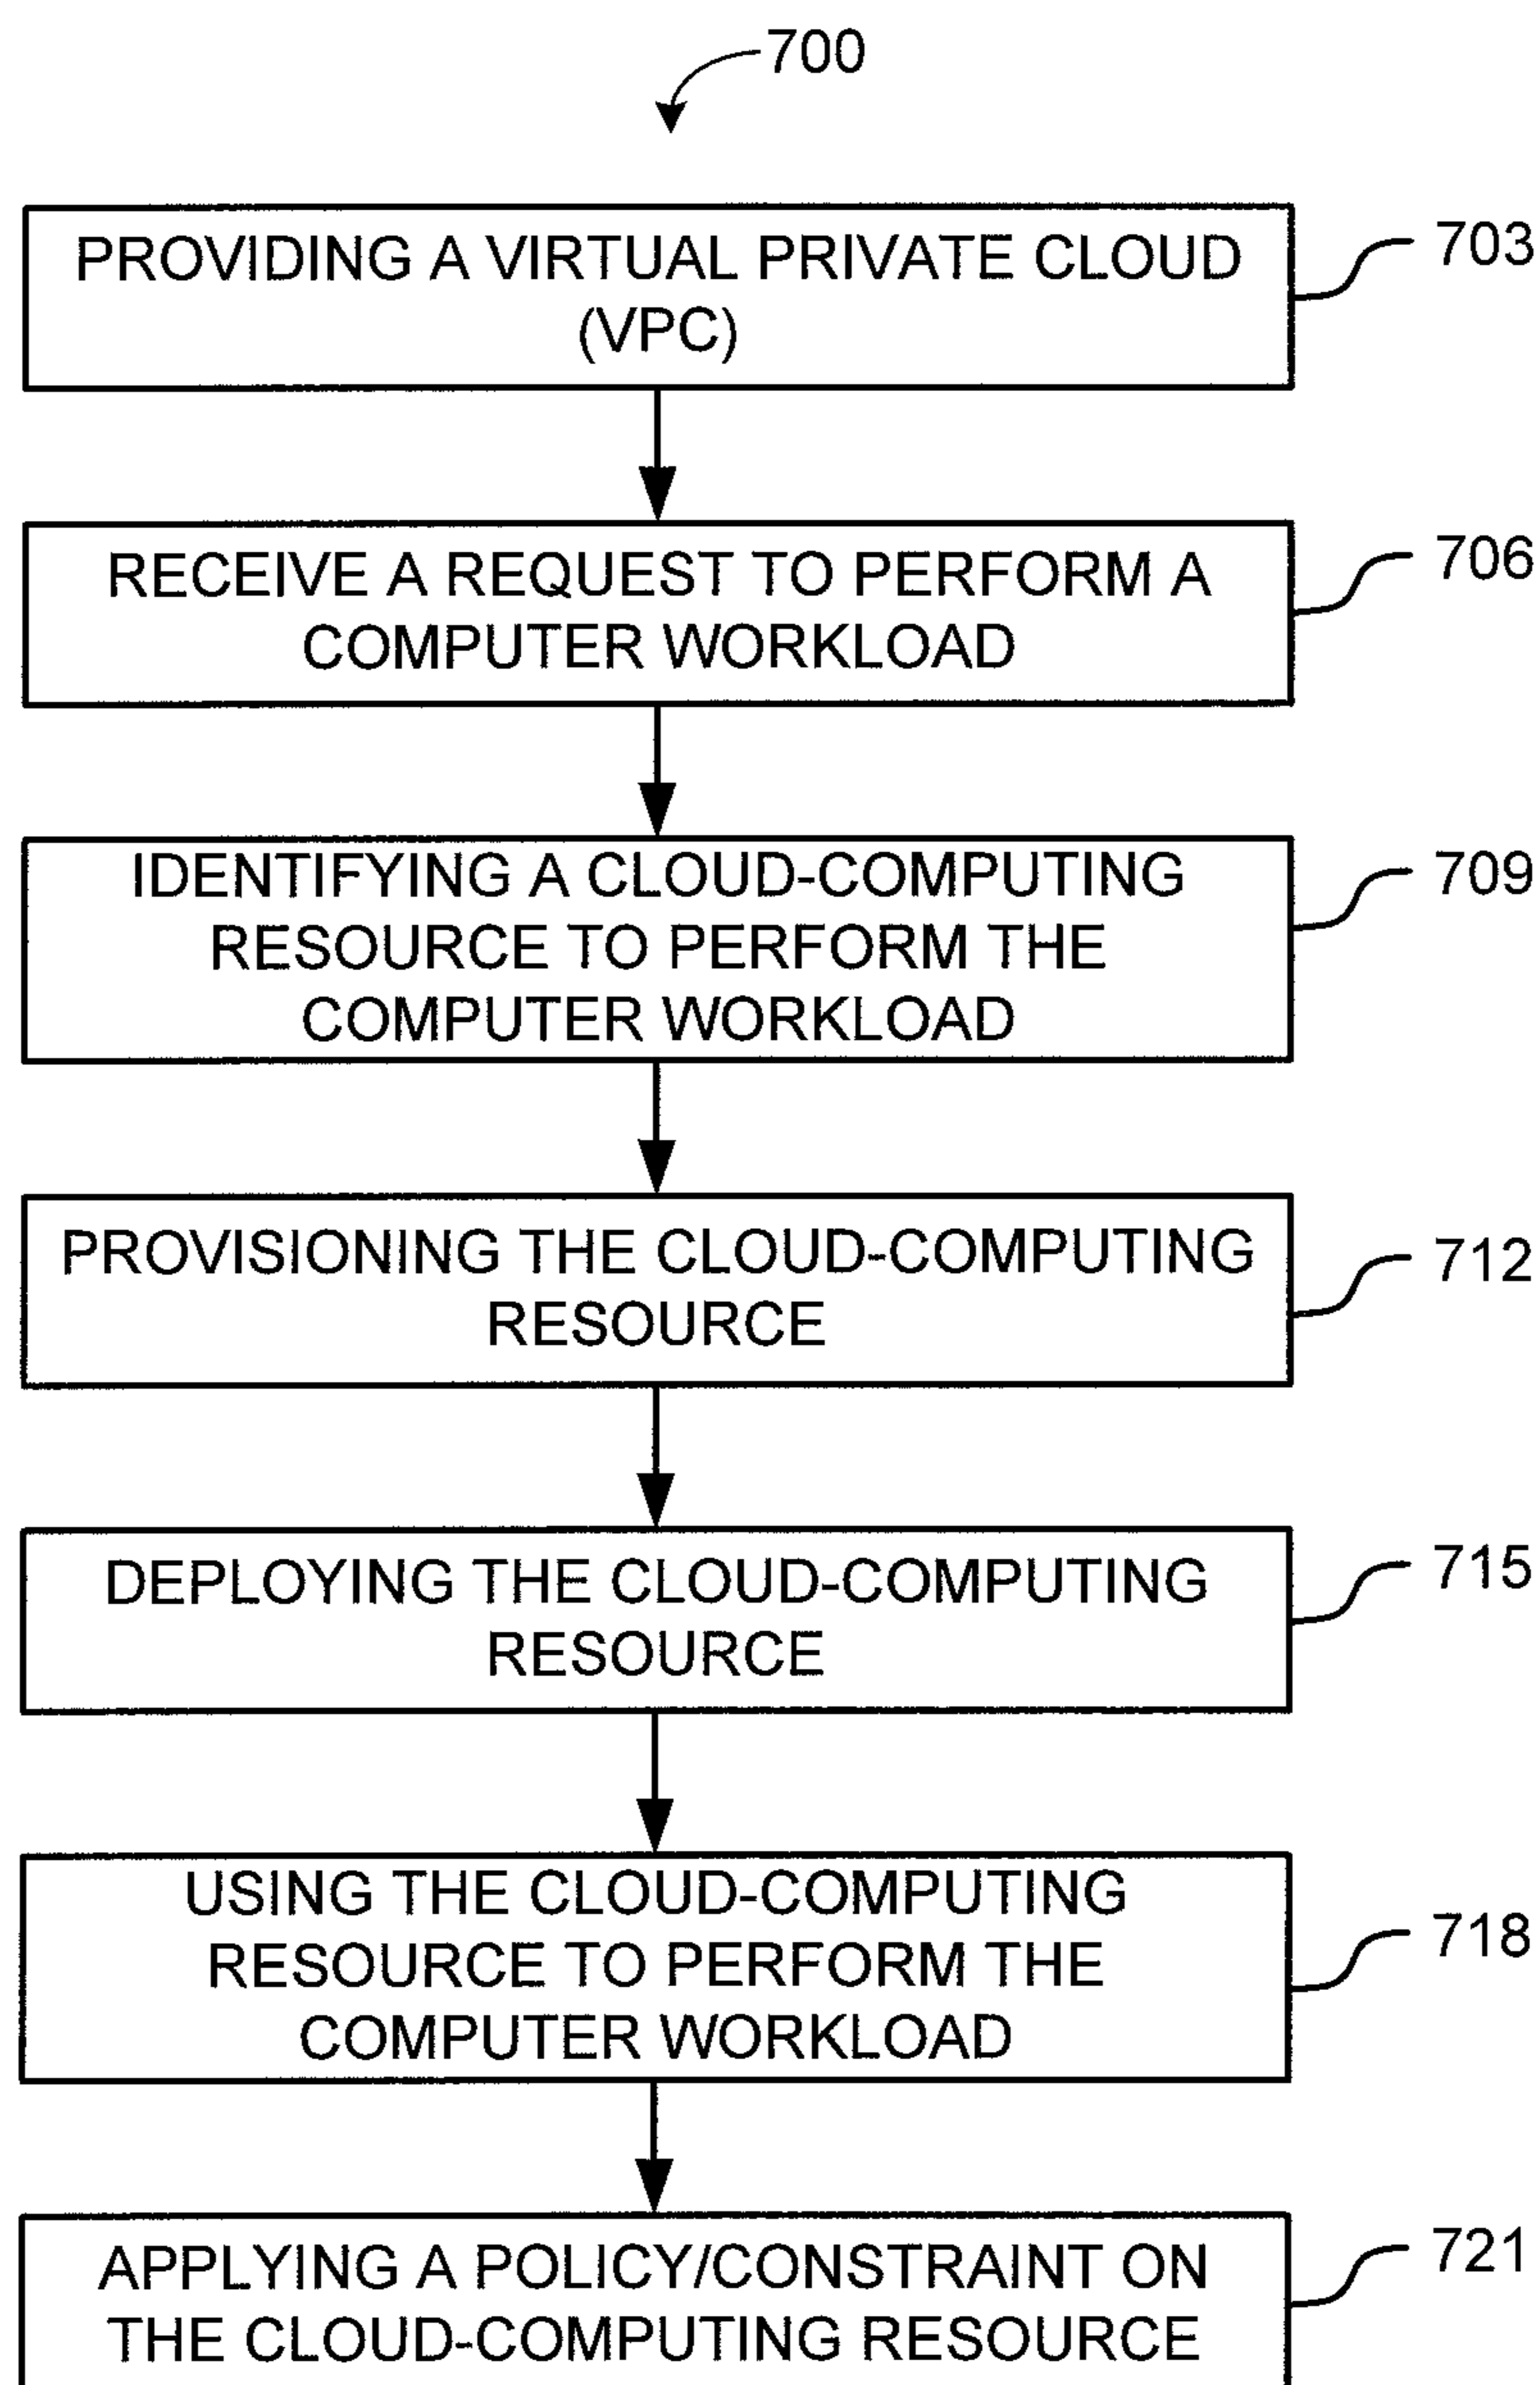 700
PROVIDING A VIRTUAL PRIVATE CLOUD
(VPC)
703
RECEIVE A REQUEST TO PERFORM A
COMPUTER WORKLOAD
706
IDENTIFYING A CLOUD-COMPUTING
RESOURCE TO PERFORM THE
COMPUTER WORKLOAD
709
PROVISIONING THE CLOUD-COMPUTING
RESOURCE
712
DEPLOYING THE CLOUD-COMPUTING
RESOURCE
715
USING THE CLOUD-COMPUTING
RESOURCE TO PERFORM THE
COMPUTER WORKLOAD
718
APPLYING A POLICY/CONSTRAINT ON
THE CLOUD-COMPUTING RESOURCE
721